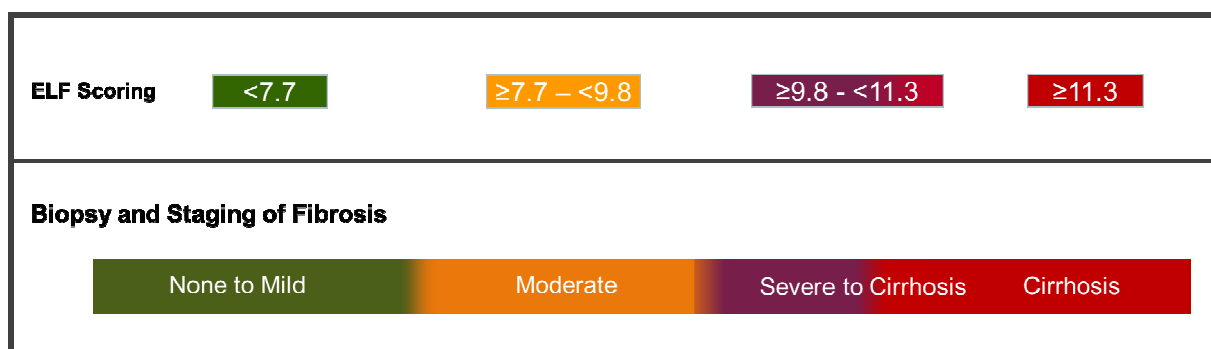 ELF Scoring <7.7 ≥7.7 – <9.8 ≥9.8 - <11.3 ≥11.3
Biopsy and Staging of Fibrosis
None to Mild Moderate Severe to Cirrhosis Cirrhosis